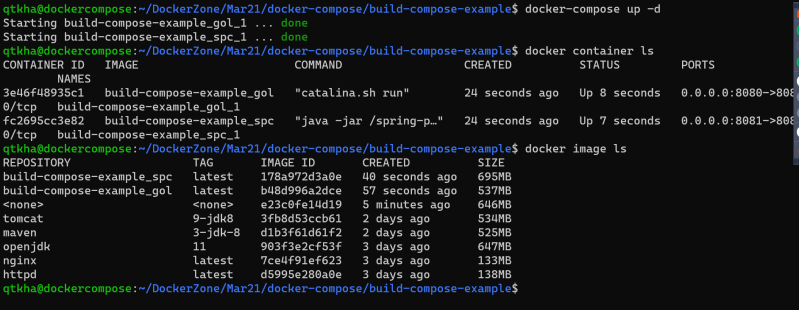 qtkha@dockercompose:~/DockerZone/Mar21/docker-compose/build-compose-example$ docker-compose up -d
Starting build-compose-example_gol_1 ... done
Starting build-compose-example_spc_1 ... done
qtkha@dockercompose:~/DockerZone/Mar21/docker-compose/build-compose-example$ docker container ls
CONTAINER ID   IMAGE                       COMMAND                  CREATED          STATUS         PORTS
       NAMES
3e46f48935c1   build-compose-example_gol   "catalina.sh run"        24 seconds ago   Up 8 seconds   0.0.0.0:8080->808
0/tcp   build-compose-example_gol_1
fc2695cc3e82   build-compose-example_spc   "java -jar /spring-p…"   24 seconds ago   Up 7 seconds   0.0.0.0:8081->808
0/tcp   build-compose-example_spc_1
qtkha@dockercompose:~/DockerZone/Mar21/docker-compose/build-compose-example$ docker image ls
REPOSITORY                  TAG       IMAGE ID       CREATED          SIZE
build-compose-example_spc   latest    178a972d3a0e   40 seconds ago   695MB
build-compose-example_gol   latest    b48d996a2dce   57 seconds ago   537MB
<none>                      <none>    e23c0fe14d19   5 minutes ago    646MB
tomcat                      9-jdk8    3fb8d53ccb61   2 days ago       534MB
maven                       3-jdk-8   d1b3f61d61f2   2 days ago       525MB
openjdk                     11        903f3e2cf53f   3 days ago       647MB
nginx                       latest    7ce4f91ef623   3 days ago       133MB
httpd                       latest    d5995e280a0e   3 days ago       138MB
qtkha@dockercompose:~/DockerZone/Mar21/docker-compose/build-compose-example$